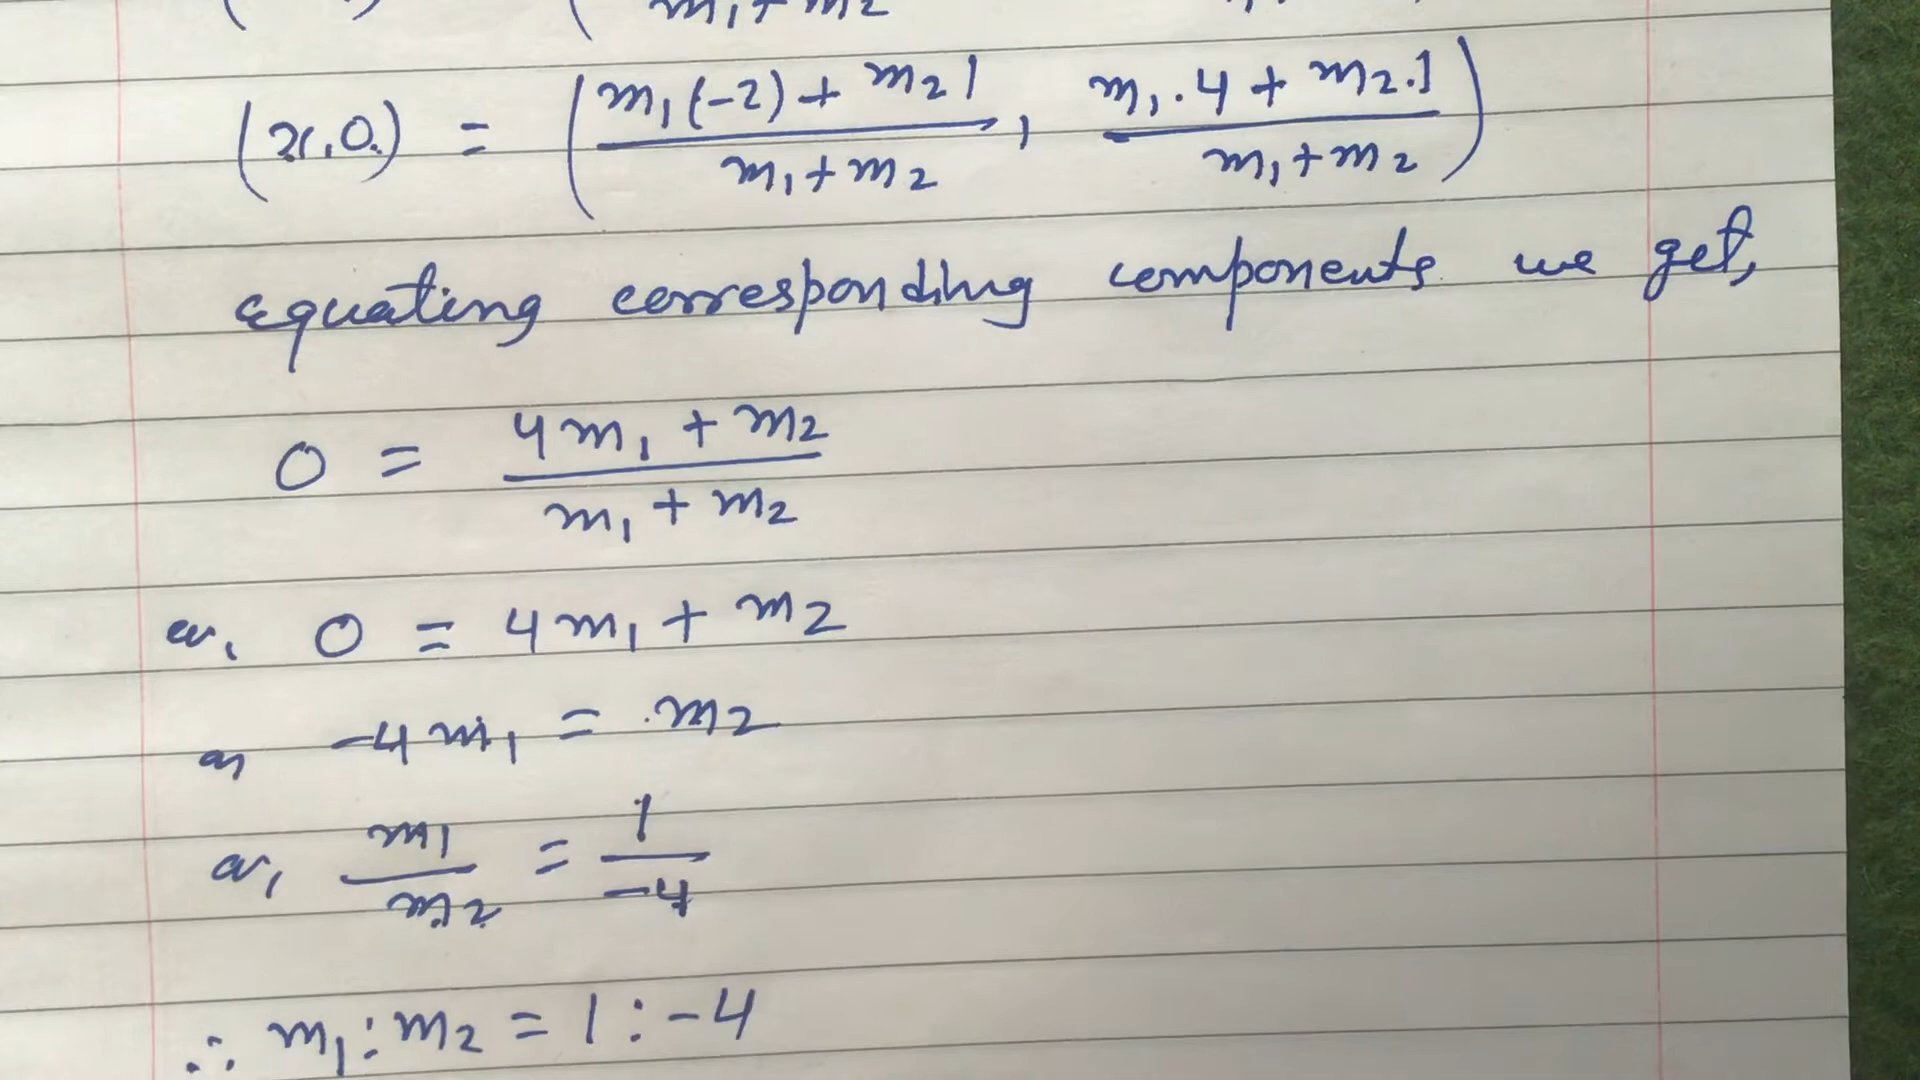 m₁+m₂
(x, 0) = (m₁(-2) + m₂1 / m₁+m₂ , m₁.4 + m₂.1 / m₁+m₂)
Equating corresponding components we get,
0 = 4m₁ + m₂ / m₁ + m₂
or, 0 = 4m₁ + m₂
or -4m₁ = m₂
or, m₁ / m₂ = 1 / -4
∴ m₁ : m₂ = 1 : -4